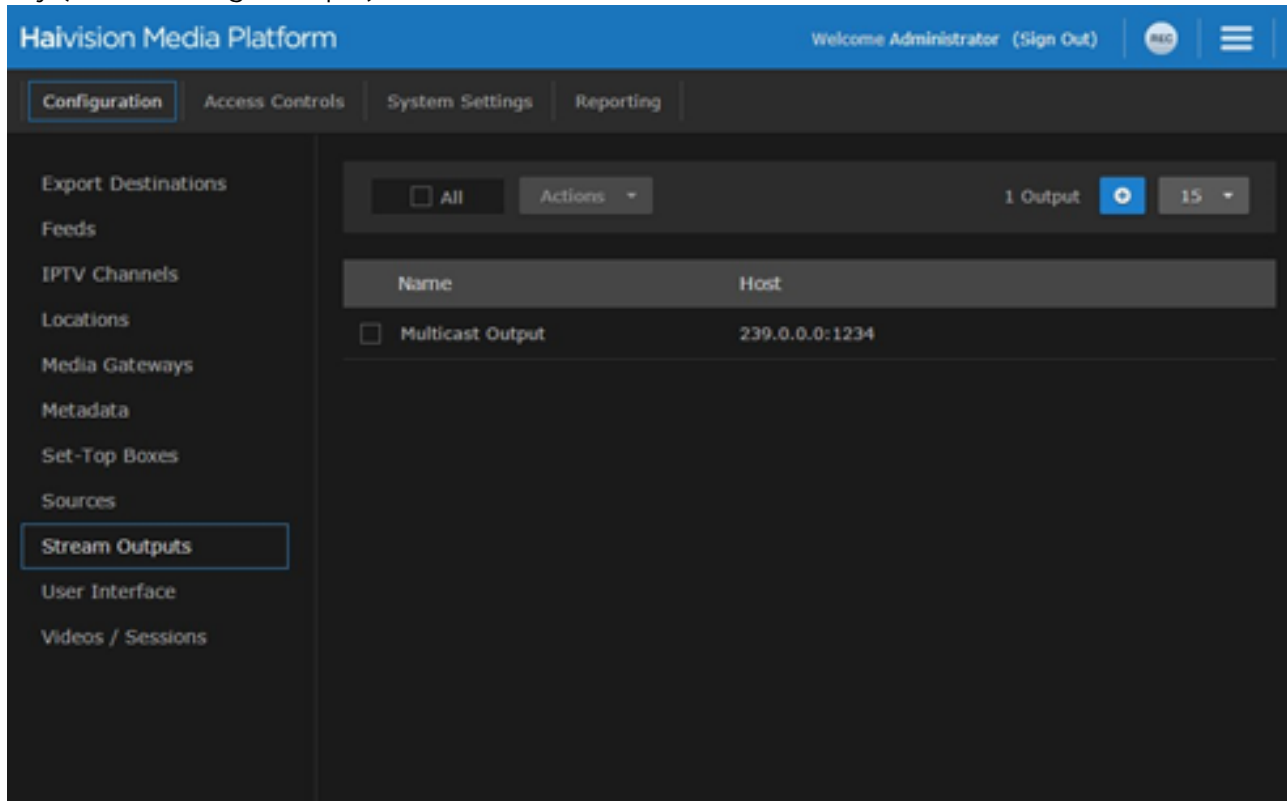 Haivision Media Platform
Welcome Administrator (Sign Out)
REC
Configuration
Access Controls
System Settings
Reporting
Export Destinations
Feeds
IPTV Channels
Locations
Media Gateways
Metadata
Set-Top Boxes
Sources
Stream Outputs
User Interface
Videos / Sessions
All
Actions
1 Output
15
Name
Host
Multicast Output
239.0.0.0:1234